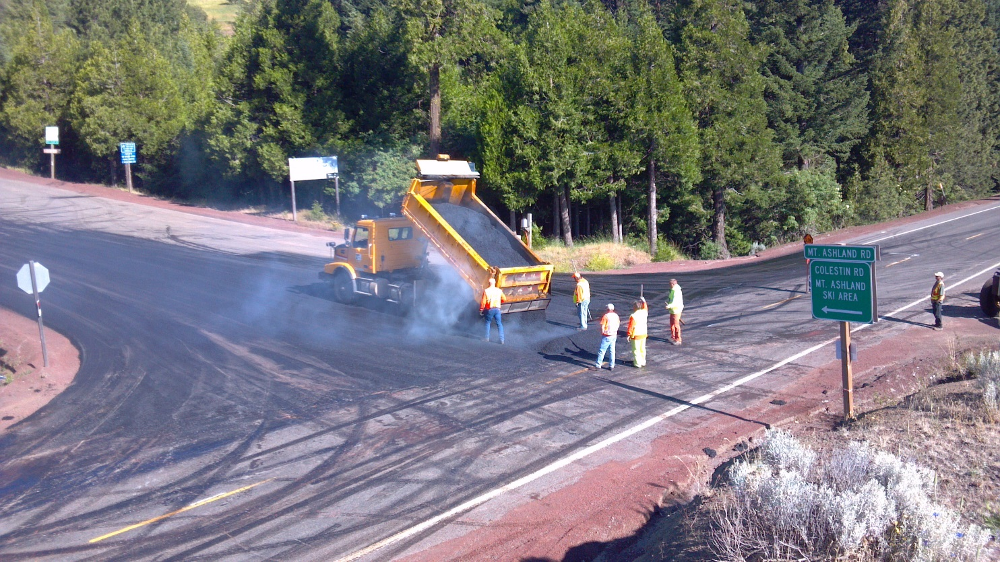 MT. ASHLAND RD
COLESTIN RD
MT. ASHLAND
SKI AREA